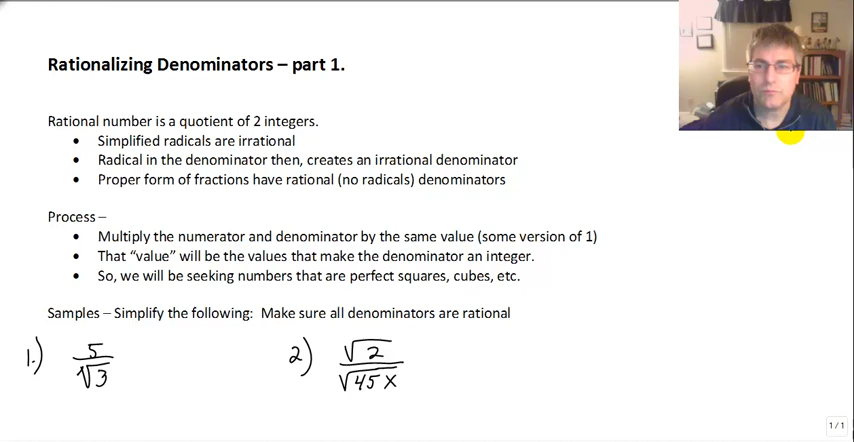 Rationalizing Denominators – part 1.
Rational number is a quotient of 2 integers.
• Simplified radicals are irrational
• Radical in the denominator then, creates an irrational denominator
• Proper form of fractions have rational (no radicals) denominators
Process –
• Multiply the numerator and denominator by the same value (some version of 1)
• That “value” will be the values that make the denominator an integer.
• So, we will be seeking numbers that are perfect squares, cubes, etc.
Samples – Simplify the following:  Make sure all denominators are rational
1.) 5/√3 2) √2/√45x
1 / 1